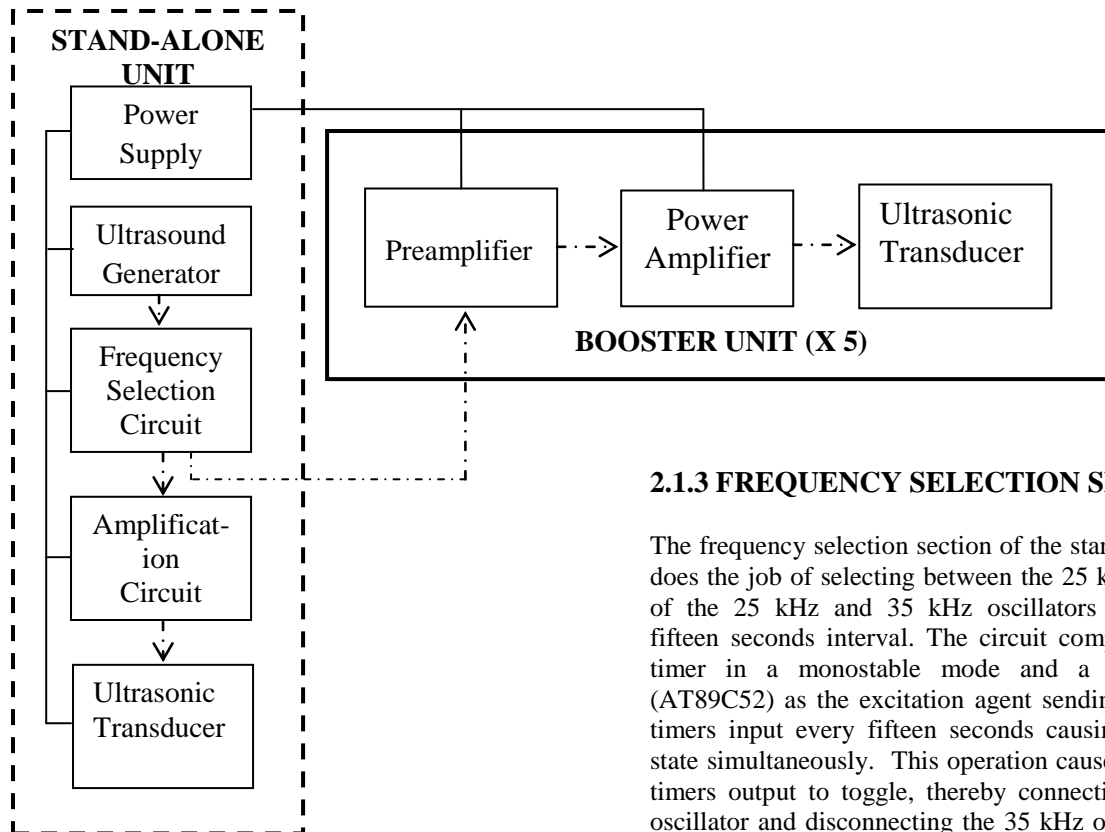 STAND-ALONE
UNIT
Power
Supply
Ultrasound
Generator
Frequency
Selection
Circuit
Amplificat-
ion
Circuit
Ultrasonic
Transducer
Preamplifier
Power
Amplifier
Ultrasonic
Transducer
BOOSTER UNIT (X 5)
2.1.3 FREQUENCY SELECTION
The frequency selection section of the
does the job of selecting between the 25
of the 25 kHz and 35 kHz oscillators
fifteen seconds interval. The circuit
timer in a monostable mode and a
(AT89C52) as the excitation agent
timers input every fifteen seconds
state simultaneously. This operation
timers output to toggle, thereby
oscillator and disconnecting the 35 kHz